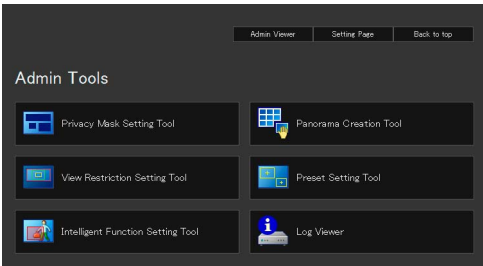 Admin Viewer Setting Page Back to top
Admin Tools
Privacy Mask Setting Tool Panorama Creation Tool
View Restriction Setting Tool Preset Setting Tool
Intelligent Function Setting Tool Log Viewer